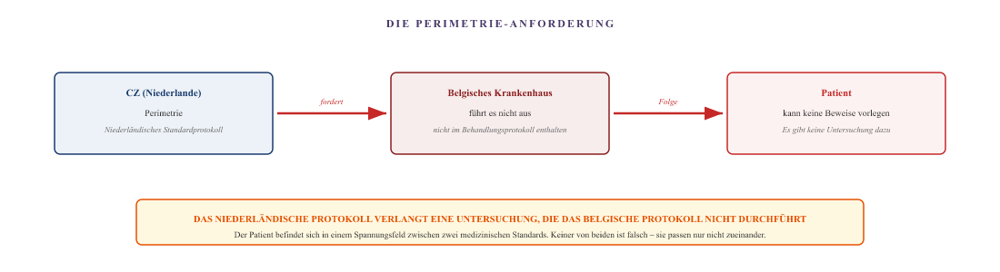 DIE PERIMETRIE-ANFORDERUNG
CZ (Niederlande)
Perimetrie
Niederländisches Standardprotokoll
fordert
Belgisches Krankenhaus
führt es nicht aus
nicht im Behandlungsprotokoll enthalten
Folge
Patient
kann keine Beweise vorlegen
Es gibt keine Untersuchung dazu
DAS NIEDERLÄNDISCHE PROTOKOLL VERLANGT EINE UNTERSUCHUNG, DIE DAS BELGISCHE PROTOKOLL NICHT DURCHFÜHRT
Der Patient befindet sich in einem Spannungsfeld zwischen zwei medizinischen Standards. Keiner von beiden ist falsch – sie passen nur nicht zueinander.